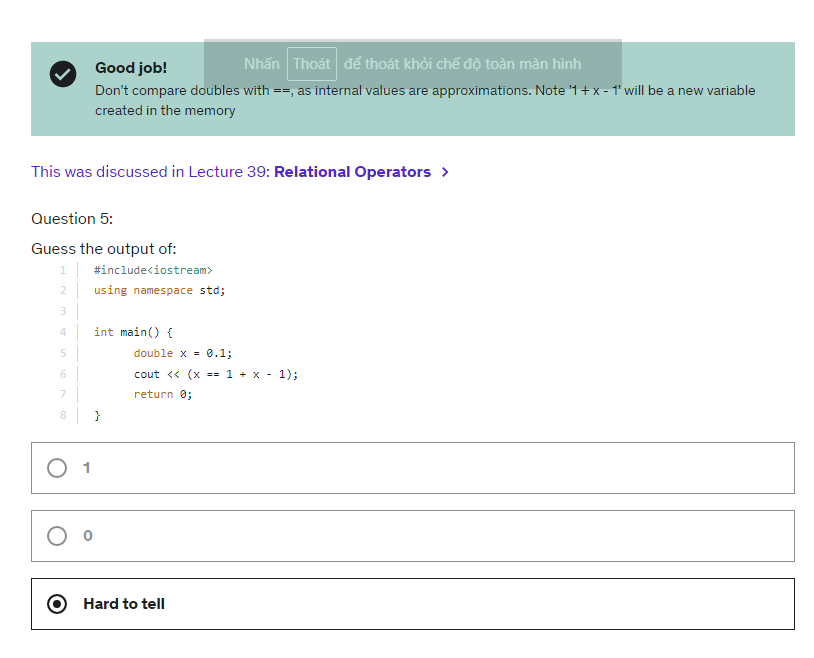 Nhấn Thoát để thoát khỏi chế độ toàn màn hình
Good job!
Don't compare doubles with ==, as internal values are approximations. Note '1 + x - 1' will be a new variable
created in the memory
This was discussed in Lecture 39: Relational Operators >
Question 5:
Guess the output of:
1 #include<iostream>
2 using namespace std;
3
4 int main() {
5 double x = 0.1;
6 cout << (x == 1 + x - 1);
7 return 0;
8 }
1
0
Hard to tell